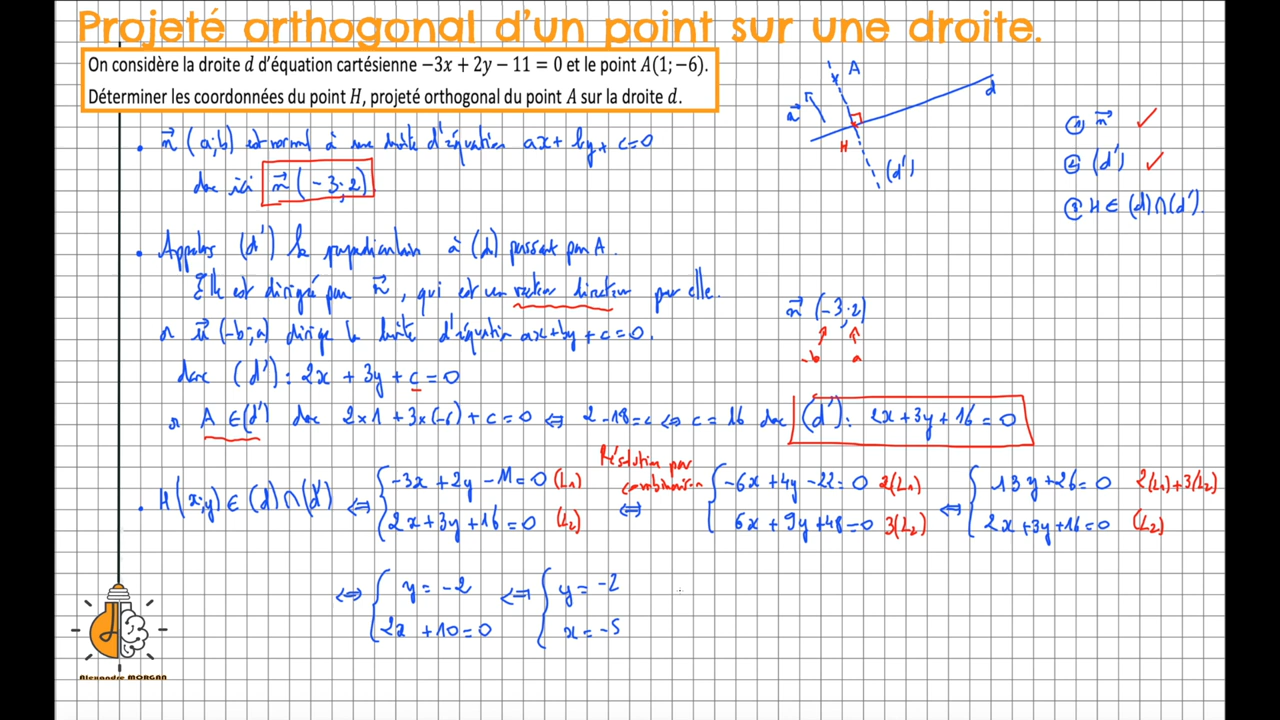 Projeté orthogonal d'un point sur une droite.
On considère la droite d d'équation cartésienne −3x + 2y − 11 = 0 et le point A(1; −6).
Déterminer les coordonnées du point H, projeté orthogonal du point A sur la droite d.
A
d
n⃗
H
(d')
① n⃗ ✓
② (d') ✓
③ H ∈ (d)∩(d').
• n⃗ (a;b) est normal à une droite d'équation ax + by + c = 0
donc ici n⃗ (−3;2)
• Appelons (d') la perpendiculaire à (d) passant par A.
Elle est dirigée par n⃗, qui est un vecteur directeur pour elle.
or u⃗ (-b;a) dirige la droite d'équation ax+by+c=0.
n⃗ (−3;2)
-b a
donc (d'): 2x + 3y + c = 0
or A ∈ (d') donc 2×1 + 3×(-6) + c = 0 ⇔ 2-18=c ⇔ c = 16 donc (d'): 2x+3y+16=0
Résolution par combinaison
• H(x;y) ∈ (d)∩(d') ⇔ { -3x + 2y - 11 = 0 (L1) ⇔ { -6x + 4y - 22 = 0 2(L1) ⇔ { 13y + 26 = 0 2(L1)+3(L2)
2x + 3y + 16 = 0 (L2) 6x + 9y + 48 = 0 3(L2) 2x + 3y + 16 = 0 (L2)
⇔ { y = -2 ⇔ { y = -2
2x + 10 = 0 x = -5
Alexandre MORGAN